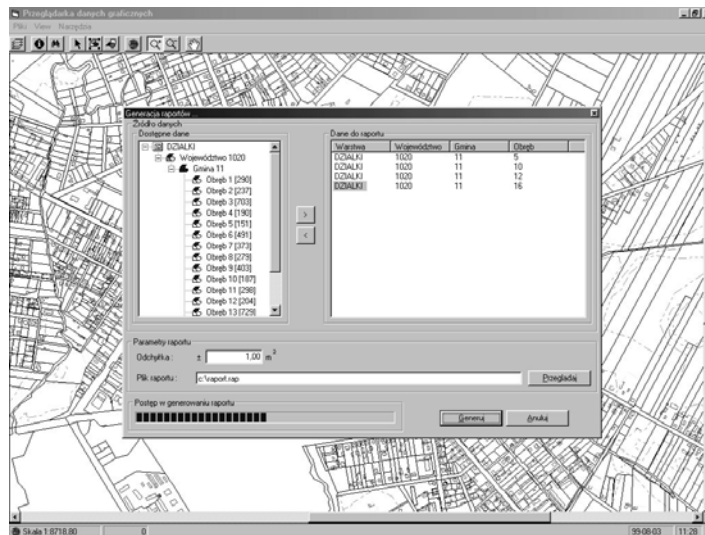 Przeglądarka danych graficznych
Pliki View Narzędzia
Generacja raportów ...
Źródło danych
Dostępne dane
DZIALKI
Województwo 1020
Gmina 11
Obręb 1 [290]
Obręb 2 [237]
Obręb 3 [703]
Obręb 4 [190]
Obręb 5 [151]
Obręb 6 [491]
Obręb 7 [373]
Obręb 8 [279]
Obręb 9 [403]
Obręb 10 [187]
Obręb 11 [298]
Obręb 12 [204]
Obręb 13 [729]
>
<
Dane do raportu
Warstwa Województwo Gmina Obręb
DZIALKI 1020 11 5
DZIALKI 1020 11 10
DZIALKI 1020 11 12
DZIALKI 1020 11 16
Parametry raportu
Odchyłka : ± 1,00 m²
Plik raportu : c:\raport.rap Przeglądaj
Postęp w generowaniu raportu
Generuj Anuluj
Skala 1:8718.80 0 99-08-03 11:28